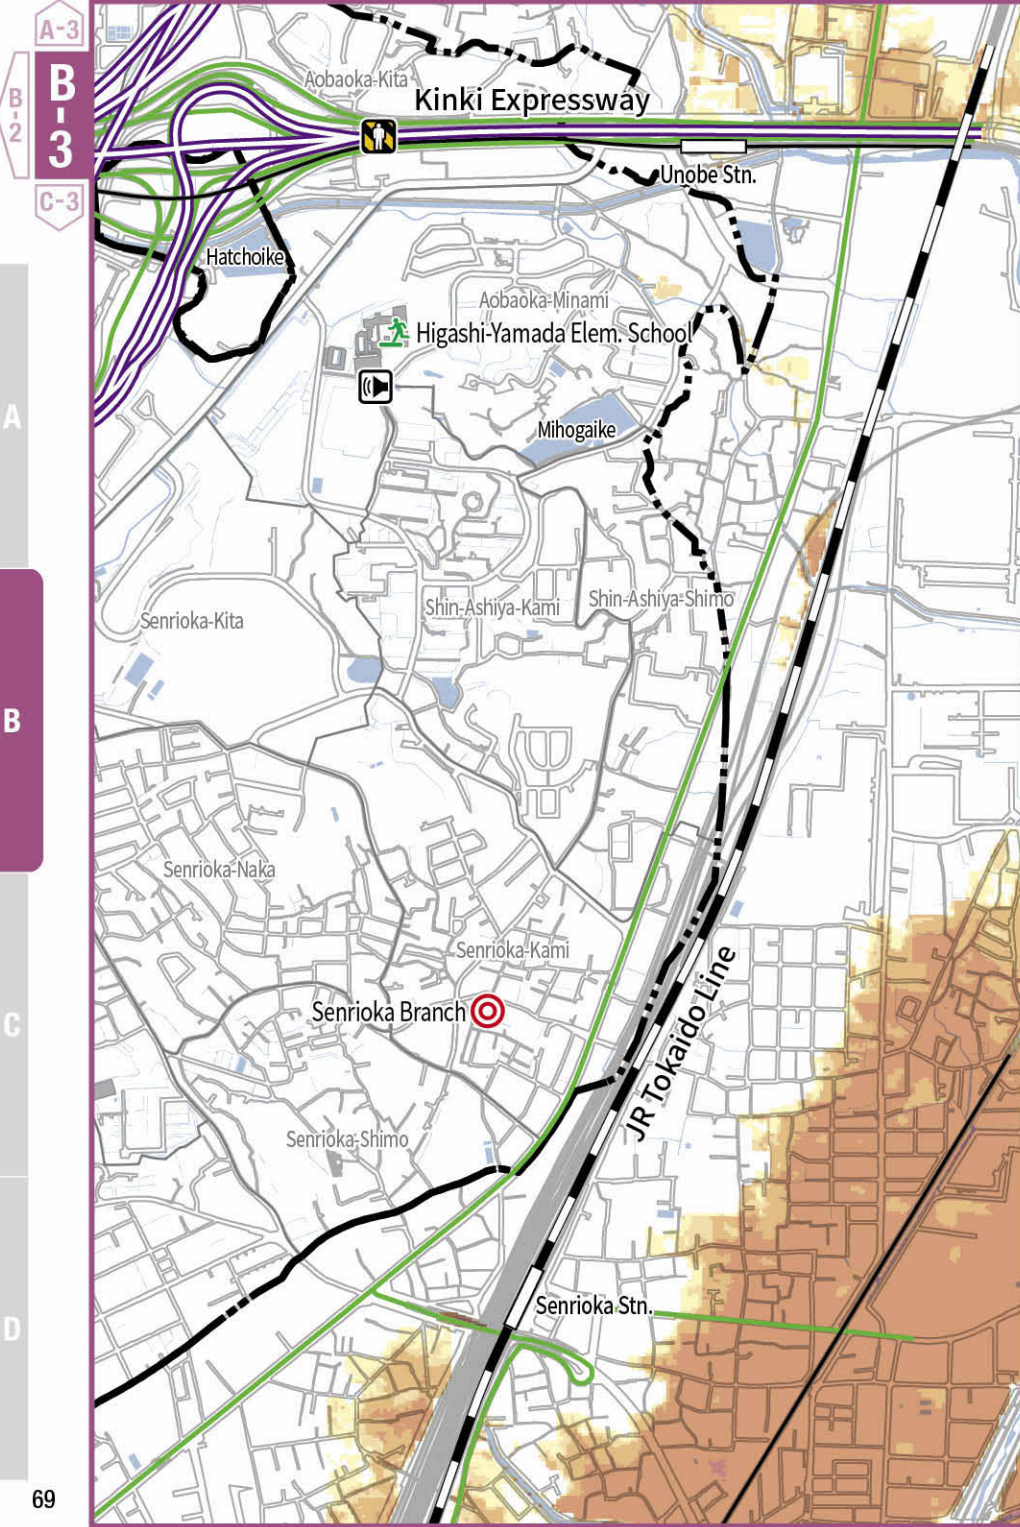 A-3
B-2
B-3
C-3
A
B
C
D
69
Aobaoka-Kita
Kinki Expressway
Unobe Stn.
Hatchoike
Aobaoka-Minami
Higashi-Yamada Elem. School
Mihogaike
Senrioka-Kita
Shin-Ashiya-Kami
Shin-Ashiya-Shimo
Senrioka-Naka
Senrioka-Kami
Senrioka Branch
JR Tokaido Line
Senrioka-Shimo
Senrioka Stn.